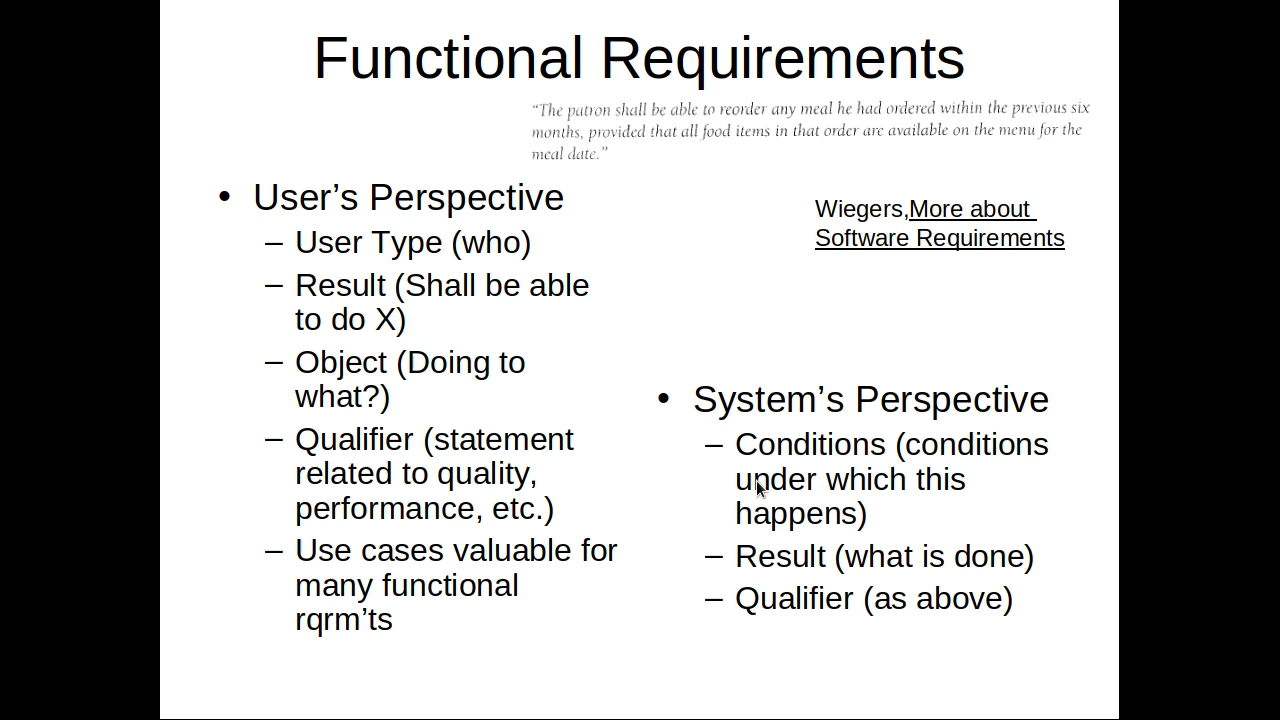 Functional Requirements
“The patron shall be able to reorder any meal he had ordered within the previous six
months, provided that all food items in that order are available on the menu for the
meal date.”
• User’s Perspective
– User Type (who)
– Result (Shall be able
to do X)
– Object (Doing to
what?)
– Qualifier (statement
related to quality,
performance, etc.)
– Use cases valuable for
many functional
rqrm’ts
Wiegers,More about
Software Requirements
• System’s Perspective
– Conditions (conditions
under which this
happens)
– Result (what is done)
– Qualifier (as above)